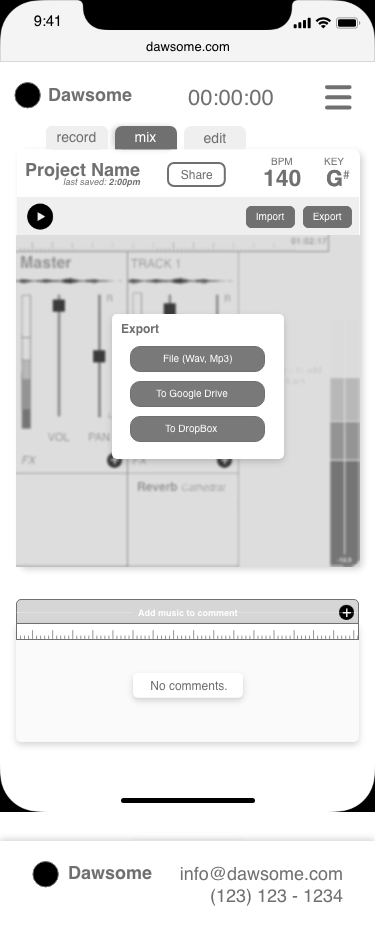 9:41
dawsome.com
Dawsome
00:00:00
record
mix
edit
Project Name
last saved: 2:00pm
Share
BPM
140
KEY
G#
Import
Export
01:02:17
Master
TRACK 1
R
R
Export
File (Wav, Mp3)
To Google Drive
To DropBox
VOL
PAN
FX
FX
Reverb Cathedral
Add music to comment
No comments.
Dawsome
info@dawsome.com
(123) 123 - 1234